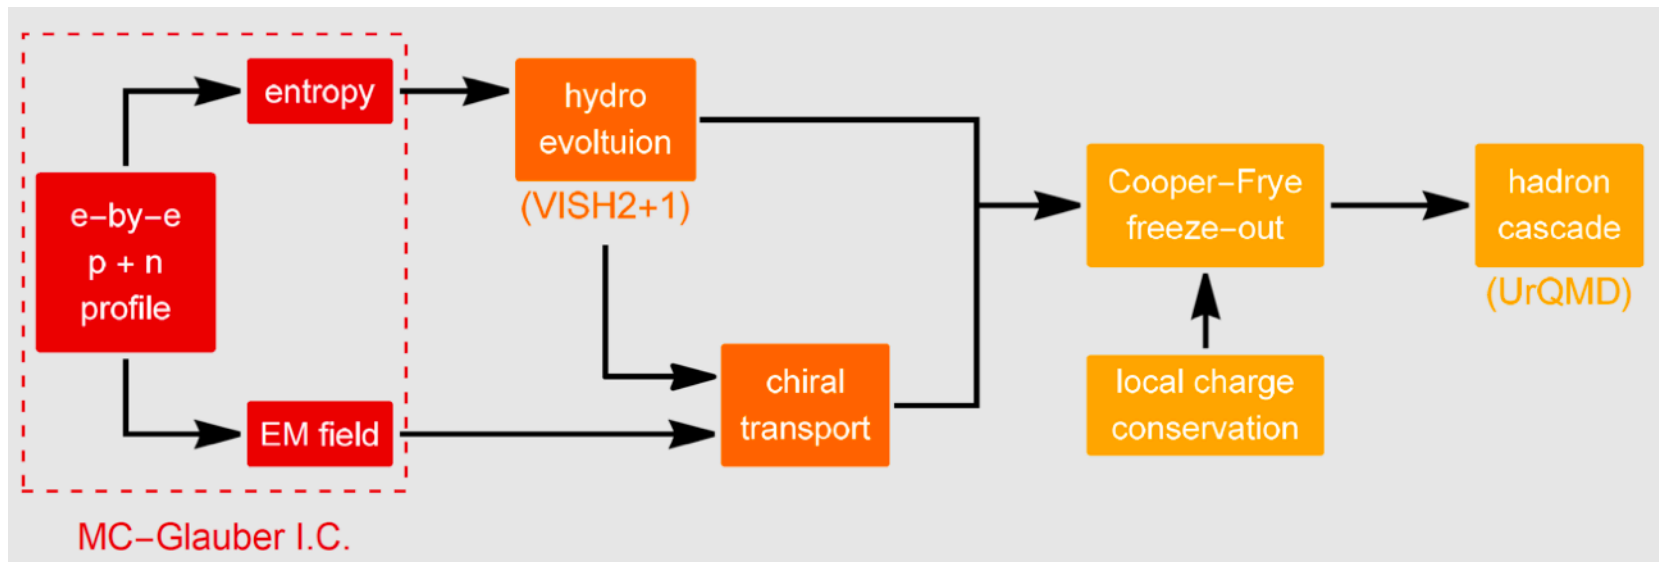 entropy
hydro
evoltuion
(VISH2+1)
e-by-e
p + n
profile
Cooper-Frye
freeze-out
hadron
cascade
(UrQMD)
chiral
transport
local charge
conservation
EM field
MC-Glauber I.C.